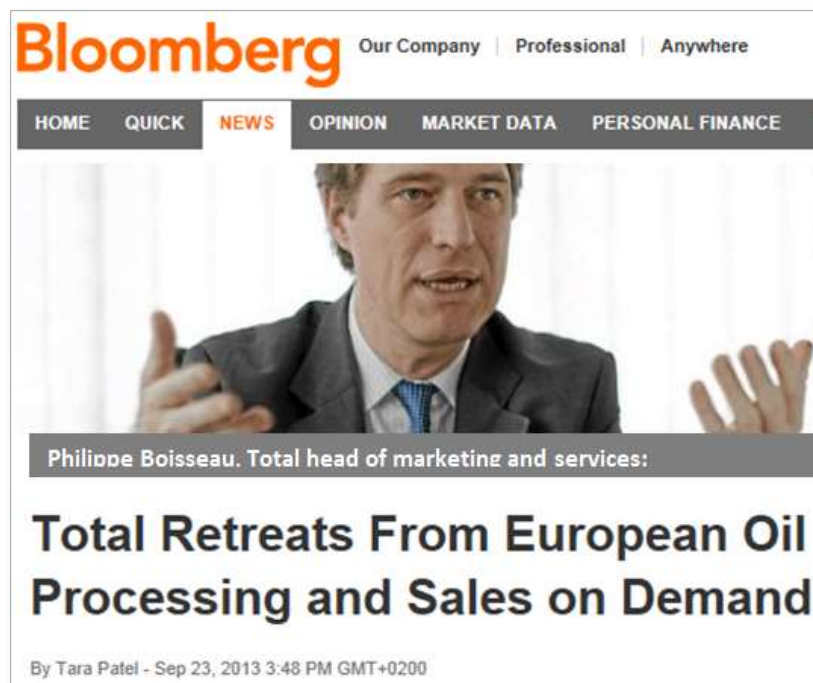 Bloomberg Our Company Professional Anywhere
HOME QUICK NEWS OPINION MARKET DATA PERSONAL FINANCE
Philippe Boisseau. Total head of marketing and services:
Total Retreats From European Oil
Processing and Sales on Demand
By Tara Patel - Sep 23, 2013 3:48 PM GMT+0200